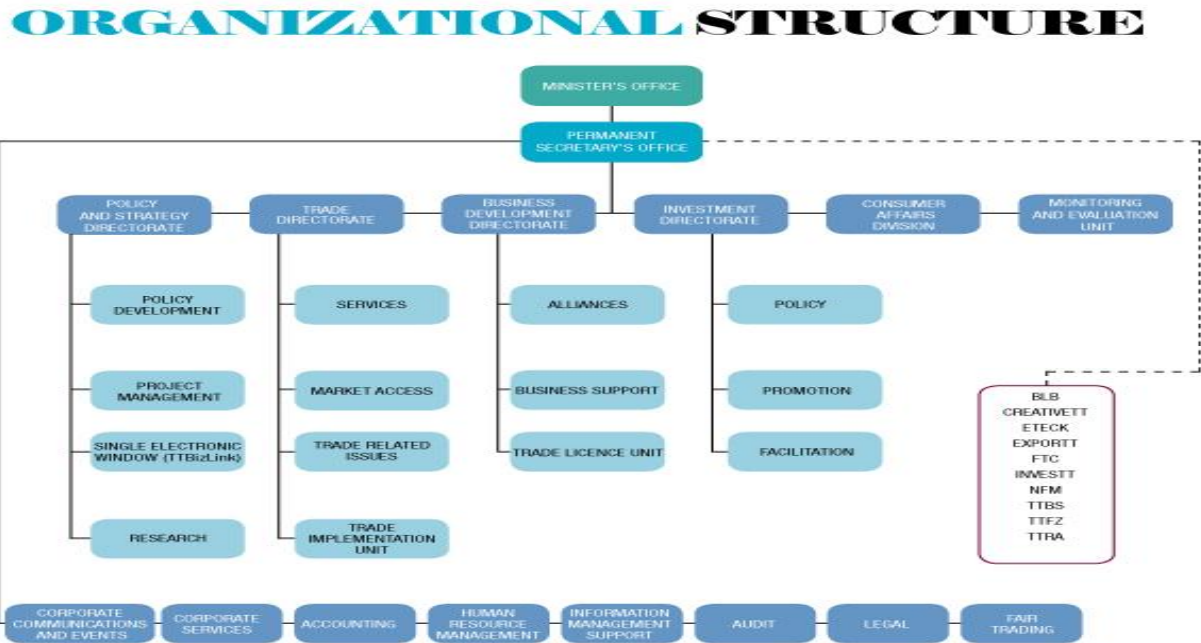 ORGANIZATIONAL STRUCTURE
MINISTER'S OFFICE
PERMANENT
SECRETARY'S OFFICE
POLICY
AND STRATEGY
DIRECTORATE
TRADE
DIRECTORATE
BUSINESS
DEVELOPMENT
DIRECTORATE
INVESTMENT
DIRECTORATE
CONSUMER
AFFAIRS
DIVISION
MONITORING
AND EVALUATION
UNIT
POLICY
DEVELOPMENT
SERVICES
ALLIANCES
POLICY
PROJECT
MANAGEMENT
MARKET ACCESS
BUSINESS SUPPORT
PROMOTION
SINGLE ELECTRONIC
WINDOW (TTBizLink)
TRADE RELATED
ISSUES
TRADE LICENCE UNIT
FACILITATION
RESEARCH
TRADE
IMPLEMENTATION
UNIT
BLB
CREATIVETT
ETECK
EXPORTT
FTC
INVESTT
NFM
TTBS
TTFZ
TTRA
CORPORATE
COMMUNICATIONS
AND EVENTS
CORPORATE
SERVICES
ACCOUNTING
HUMAN
RESOURCE
MANAGEMENT
INFORMATION
MANAGEMENT
SUPPORT
AUDIT
LEGAL
FAIR
TRADING